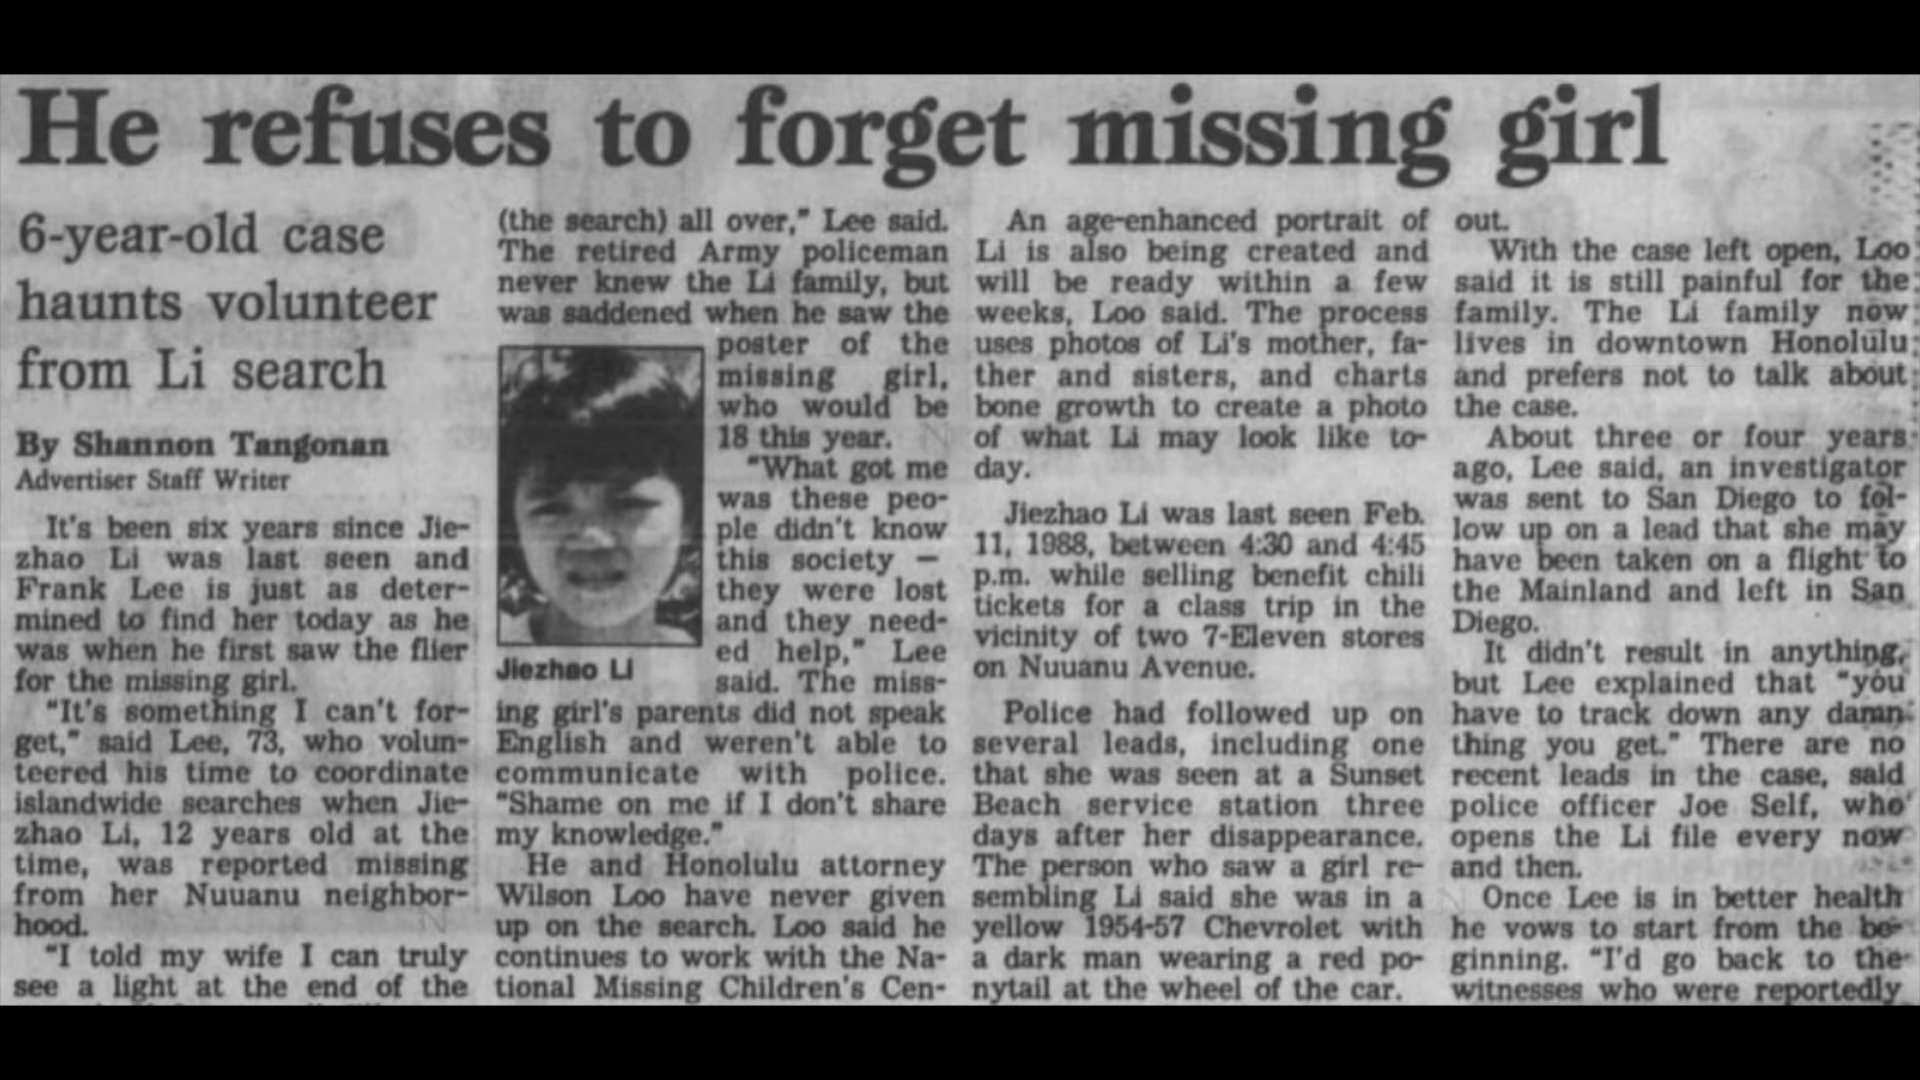 He refuses to forget missing girl
6-year-old case
haunts volunteer
from Li search
By Shannon Tangonan
Advertiser Staff Writer
It's been six years since Jie-
zhao Li was last seen and
Frank Lee is just as deter-
mined to find her today as he
was when he first saw the flier
for the missing girl.
"It's something I can't for-
get," said Lee, 73, who volun-
teered his time to coordinate
islandwide searches when Jie-
zhao Li, 12 years old at the
time, was reported missing
from her Nuuanu neighbor-
hood.
"I told my wife I can truly
see a light at the end of the
(the search) all over," Lee said.
The retired Army policeman
never knew the Li family, but
was saddened when he saw the
poster of the
missing girl,
who would be
18 this year.
"What got me
was these peo-
ple didn't know
this society —
they were lost
and they need-
ed help," Lee
said. The miss-
Jiezhao Li
ing girl's parents did not speak
English and weren't able to
communicate with police.
"Shame on me if I don't share
my knowledge."
He and Honolulu attorney
Wilson Loo have never given
up on the search. Loo said he
continues to work with the Na-
tional Missing Children's Cen-
An age-enhanced portrait of
Li is also being created and
will be ready within a few
weeks, Loo said. The process
uses photos of Li's mother, fa-
ther and sisters, and charts
bone growth to create a photo
of what Li may look like to-
day.
Jiezhao Li was last seen Feb.
11, 1988, between 4:30 and 4:45
p.m. while selling benefit chili
tickets for a class trip in the
vicinity of two 7-Eleven stores
on Nuuanu Avenue.
Police had followed up on
several leads, including one
that she was seen at a Sunset
Beach service station three
days after her disappearance.
The person who saw a girl re-
sembling Li said she was in a
yellow 1954-57 Chevrolet with
a dark man wearing a red po-
nytail at the wheel of the car.
out.
With the case left open, Loo
said it is still painful for the
family. The Li family now
lives in downtown Honolulu
and prefers not to talk about
the case.
About three or four years
ago, Lee said, an investigator
was sent to San Diego to fol-
low up on a lead that she may
have been taken on a flight to
the Mainland and left in San
Diego.
It didn't result in anything,
but Lee explained that "you
have to track down any damn
thing you get." There are no
recent leads in the case, said
police officer Joe Self, who
opens the Li file every now
and then.
Once Lee is in better health
he vows to start from the be-
ginning. "I'd go back to the
witnesses who were reportedly